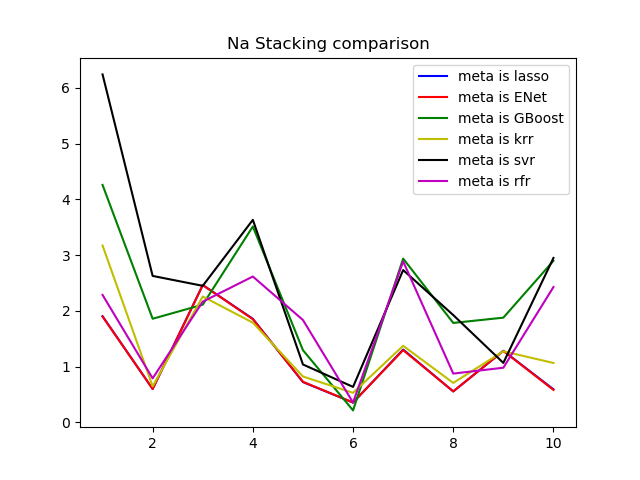 Na Stacking comparison
meta is lasso
meta is ENet
meta is GBoost
meta is krr
meta is svr
meta is rfr
6
5
4
3
2
1
0
2 4 6 8 10